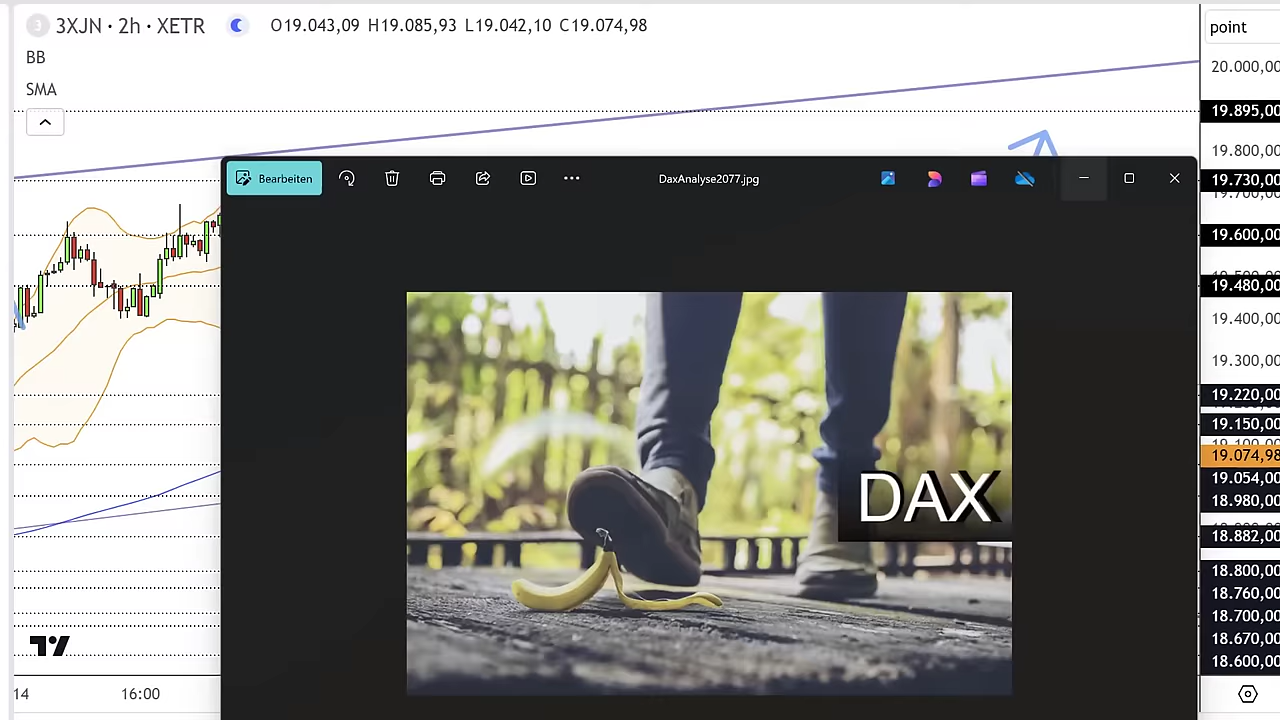 3 3XJN · 2h · XETR O19.043,09 H19.085,93 L19.042,10 C19.074,98
BB
SMA
point
20.000,00
19.895,00
19.800,00
19.730,00
19.600,00
19.480,00
19.400,00
19.300,00
19.220,00
19.150,00
19.074,98
19.054,00
18.980,00
18.882,00
18.800,00
18.760,00
18.700,00
18.670,00
18.600,00
Bearbeiten
DaxAnalyse2077.jpg
DAX
14 16:00